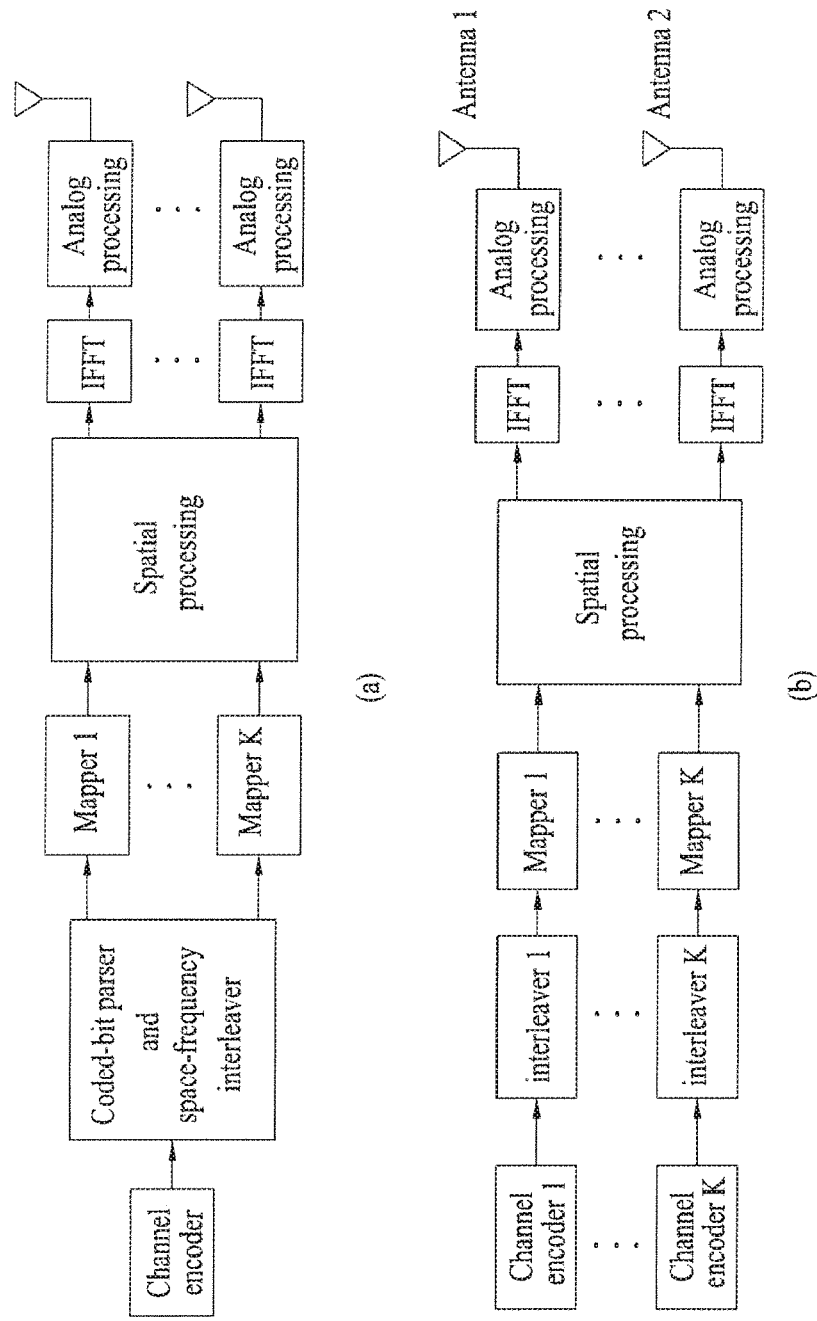 Channel
encoder
Coded-bit parser
and
space-frequency
interleaver
Mapper 1
. . .
Mapper K
Spatial
processing
IFFT
. . .
IFFT
Analog
processing
. . .
Analog
processing
(a)
Channel
encoder 1
. . .
Channel
encoder K
interleaver 1
. . .
interleaver K
Mapper 1
. . .
Mapper K
Spatial
processing
IFFT
. . .
IFFT
Analog
processing
. . .
Analog
processing
Antenna 1
Antenna 2
(b)